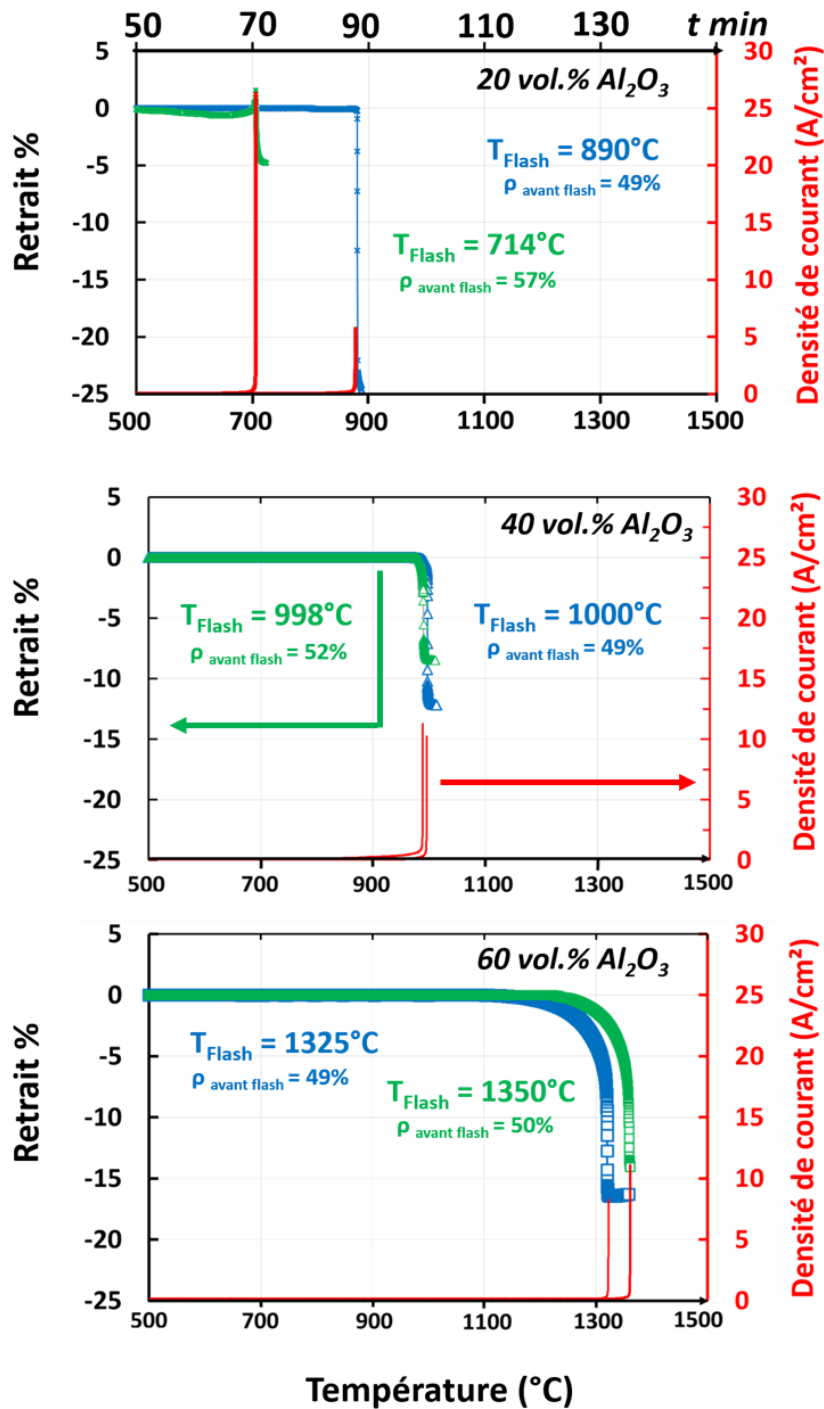 50 70 90 110 130 t min
5 30
20 vol.% Al₂O₃
0 25
T_Flash = 890°C
ρ avant flash = 49%
-5 20
T_Flash = 714°C
ρ avant flash = 57%
-10 15
-15 10
-20 5
-25 0
500 700 900 1100 1300 1500
Retrait %
Densité de courant (A/cm²)
5 30
40 vol.% Al₂O₃
0 25
T_Flash = 998°C
ρ avant flash = 52%
T_Flash = 1000°C
ρ avant flash = 49%
-5 20
-10 15
-15 10
-20 5
-25 0
500 700 900 1100 1300 1500
Retrait %
Densité de courant (A/cm²)
5 30
60 vol.% Al₂O₃
0 25
T_Flash = 1325°C
ρ avant flash = 49%
T_Flash = 1350°C
ρ avant flash = 50%
-5 20
-10 15
-15 10
-20 5
-25 0
500 700 900 1100 1300 1500
Retrait %
Densité de courant (A/cm²)
Température (°C)